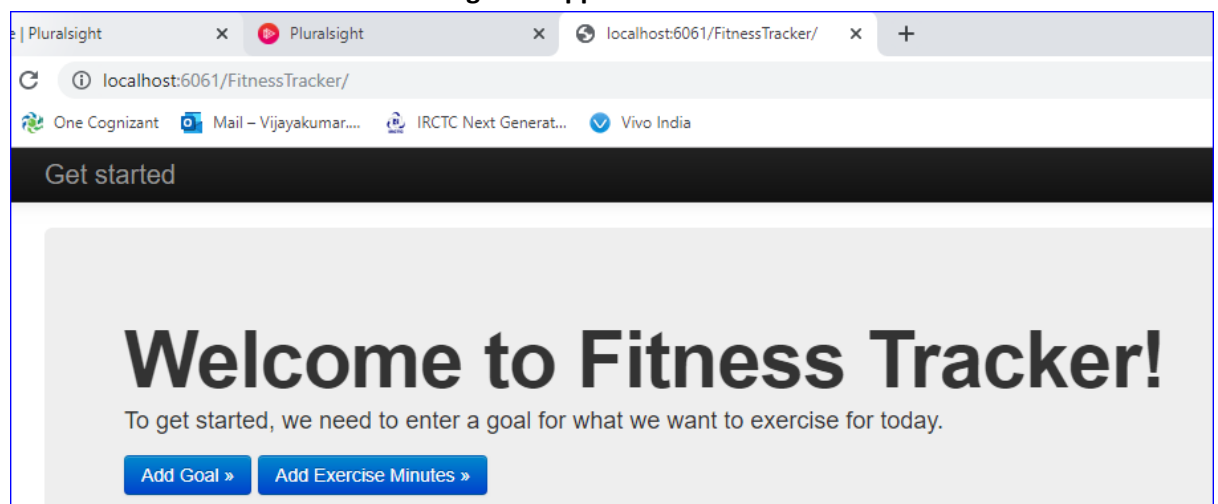 e | Pluralsight × Pluralsight × localhost:6061/FitnessTracker/ × +
localhost:6061/FitnessTracker/
One Cognizant Mail – Vijayakumar.... IRCTC Next Generat... Vivo India
Get started
Welcome to Fitness Tracker!
To get started, we need to enter a goal for what we want to exercise for today.
Add Goal » Add Exercise Minutes »